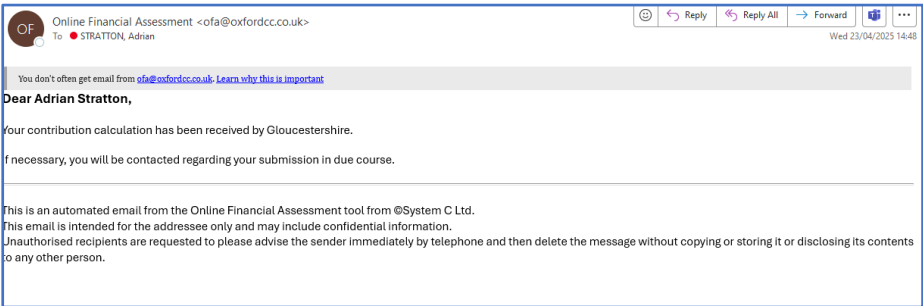 OF
Online Financial Assessment <ofa@oxfordcc.co.uk>
To STRATTON, Adrian
Reply
Reply All
Forward
Wed 23/04/2025 14:48
You don't often get email from ofa@oxfordcc.co.uk. Learn why this is important
Dear Adrian Stratton,
Your contribution calculation has been received by Gloucestershire.
If necessary, you will be contacted regarding your submission in due course.
This is an automated email from the Online Financial Assessment tool from ©System C Ltd.
This email is intended for the addressee only and may include confidential information.
Unauthorised recipients are requested to please advise the sender immediately by telephone and then delete the message without copying or storing it or disclosing its contents
to any other person.